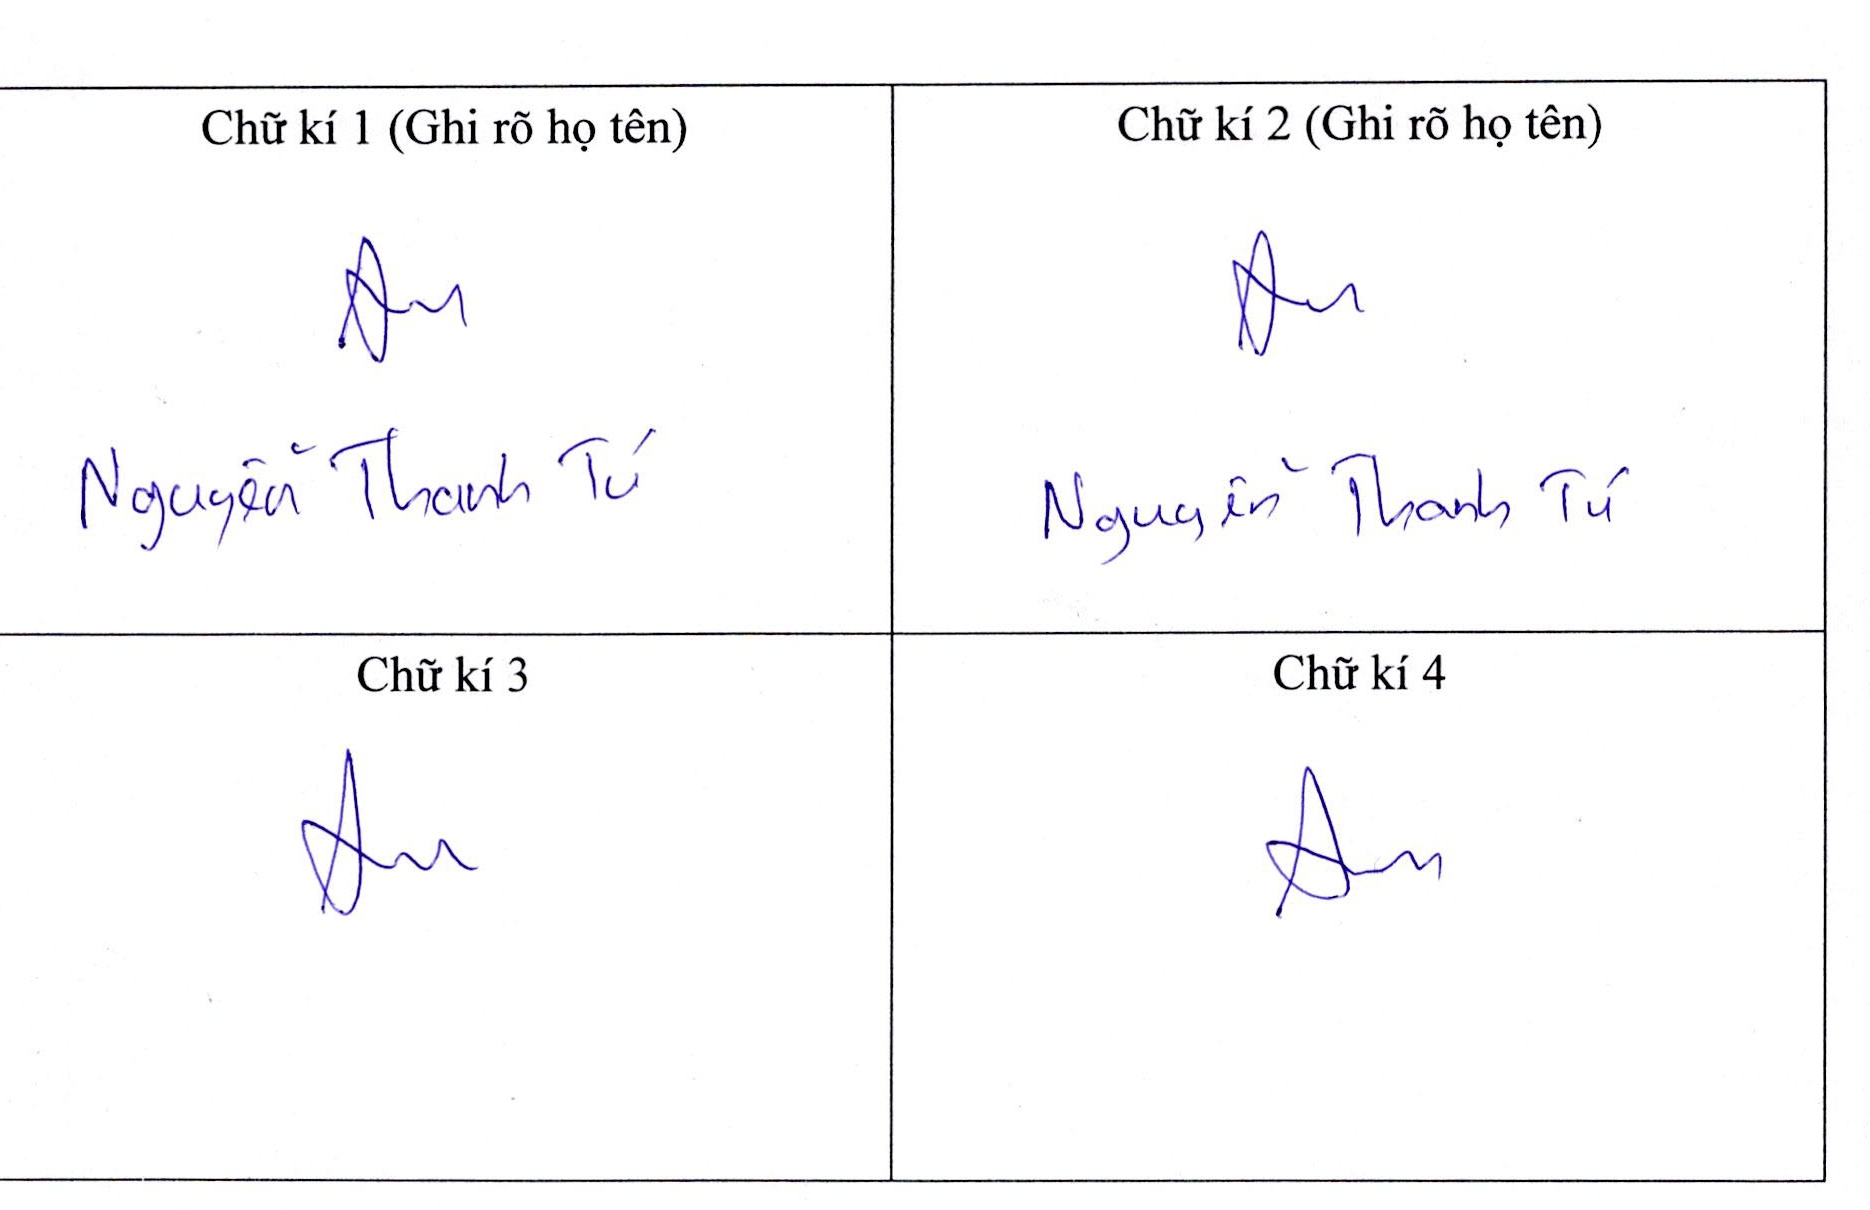 Chữ kí 1 (Ghi rõ họ tên)
Nguyễn Thanh Tú
Chữ kí 2 (Ghi rõ họ tên)
Nguyễn Thanh Tú
Chữ kí 3
Chữ kí 4